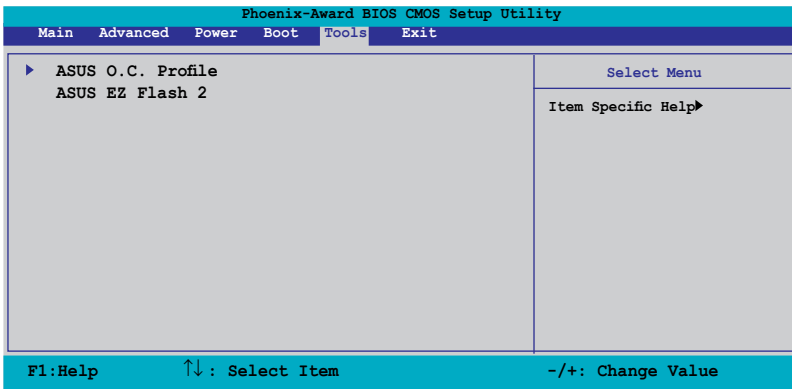 Phoenix-Award BIOS CMOS Setup Utility
Main Advanced Power Boot Tools Exit
ASUS O.C. Profile
ASUS EZ Flash 2
Select Menu
Item Specific Help
F1:Help ↑↓: Select Item -/+: Change Value